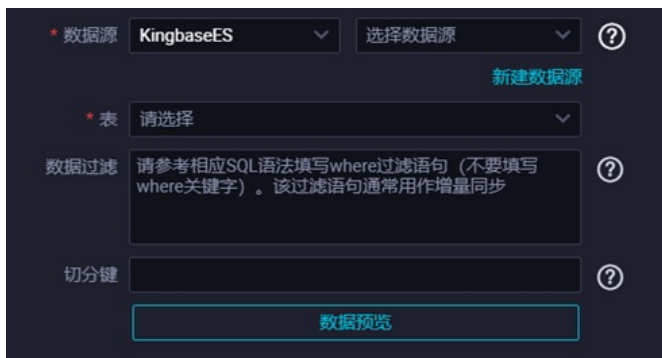 * 数据源 KingbaseES 选择数据源
新建数据源
* 表 请选择
数据过滤 请参考相应SQL语法填写where过滤语句（不要填写
where关键字）。该过滤语句通常用作增量同步
切分键
数据预览